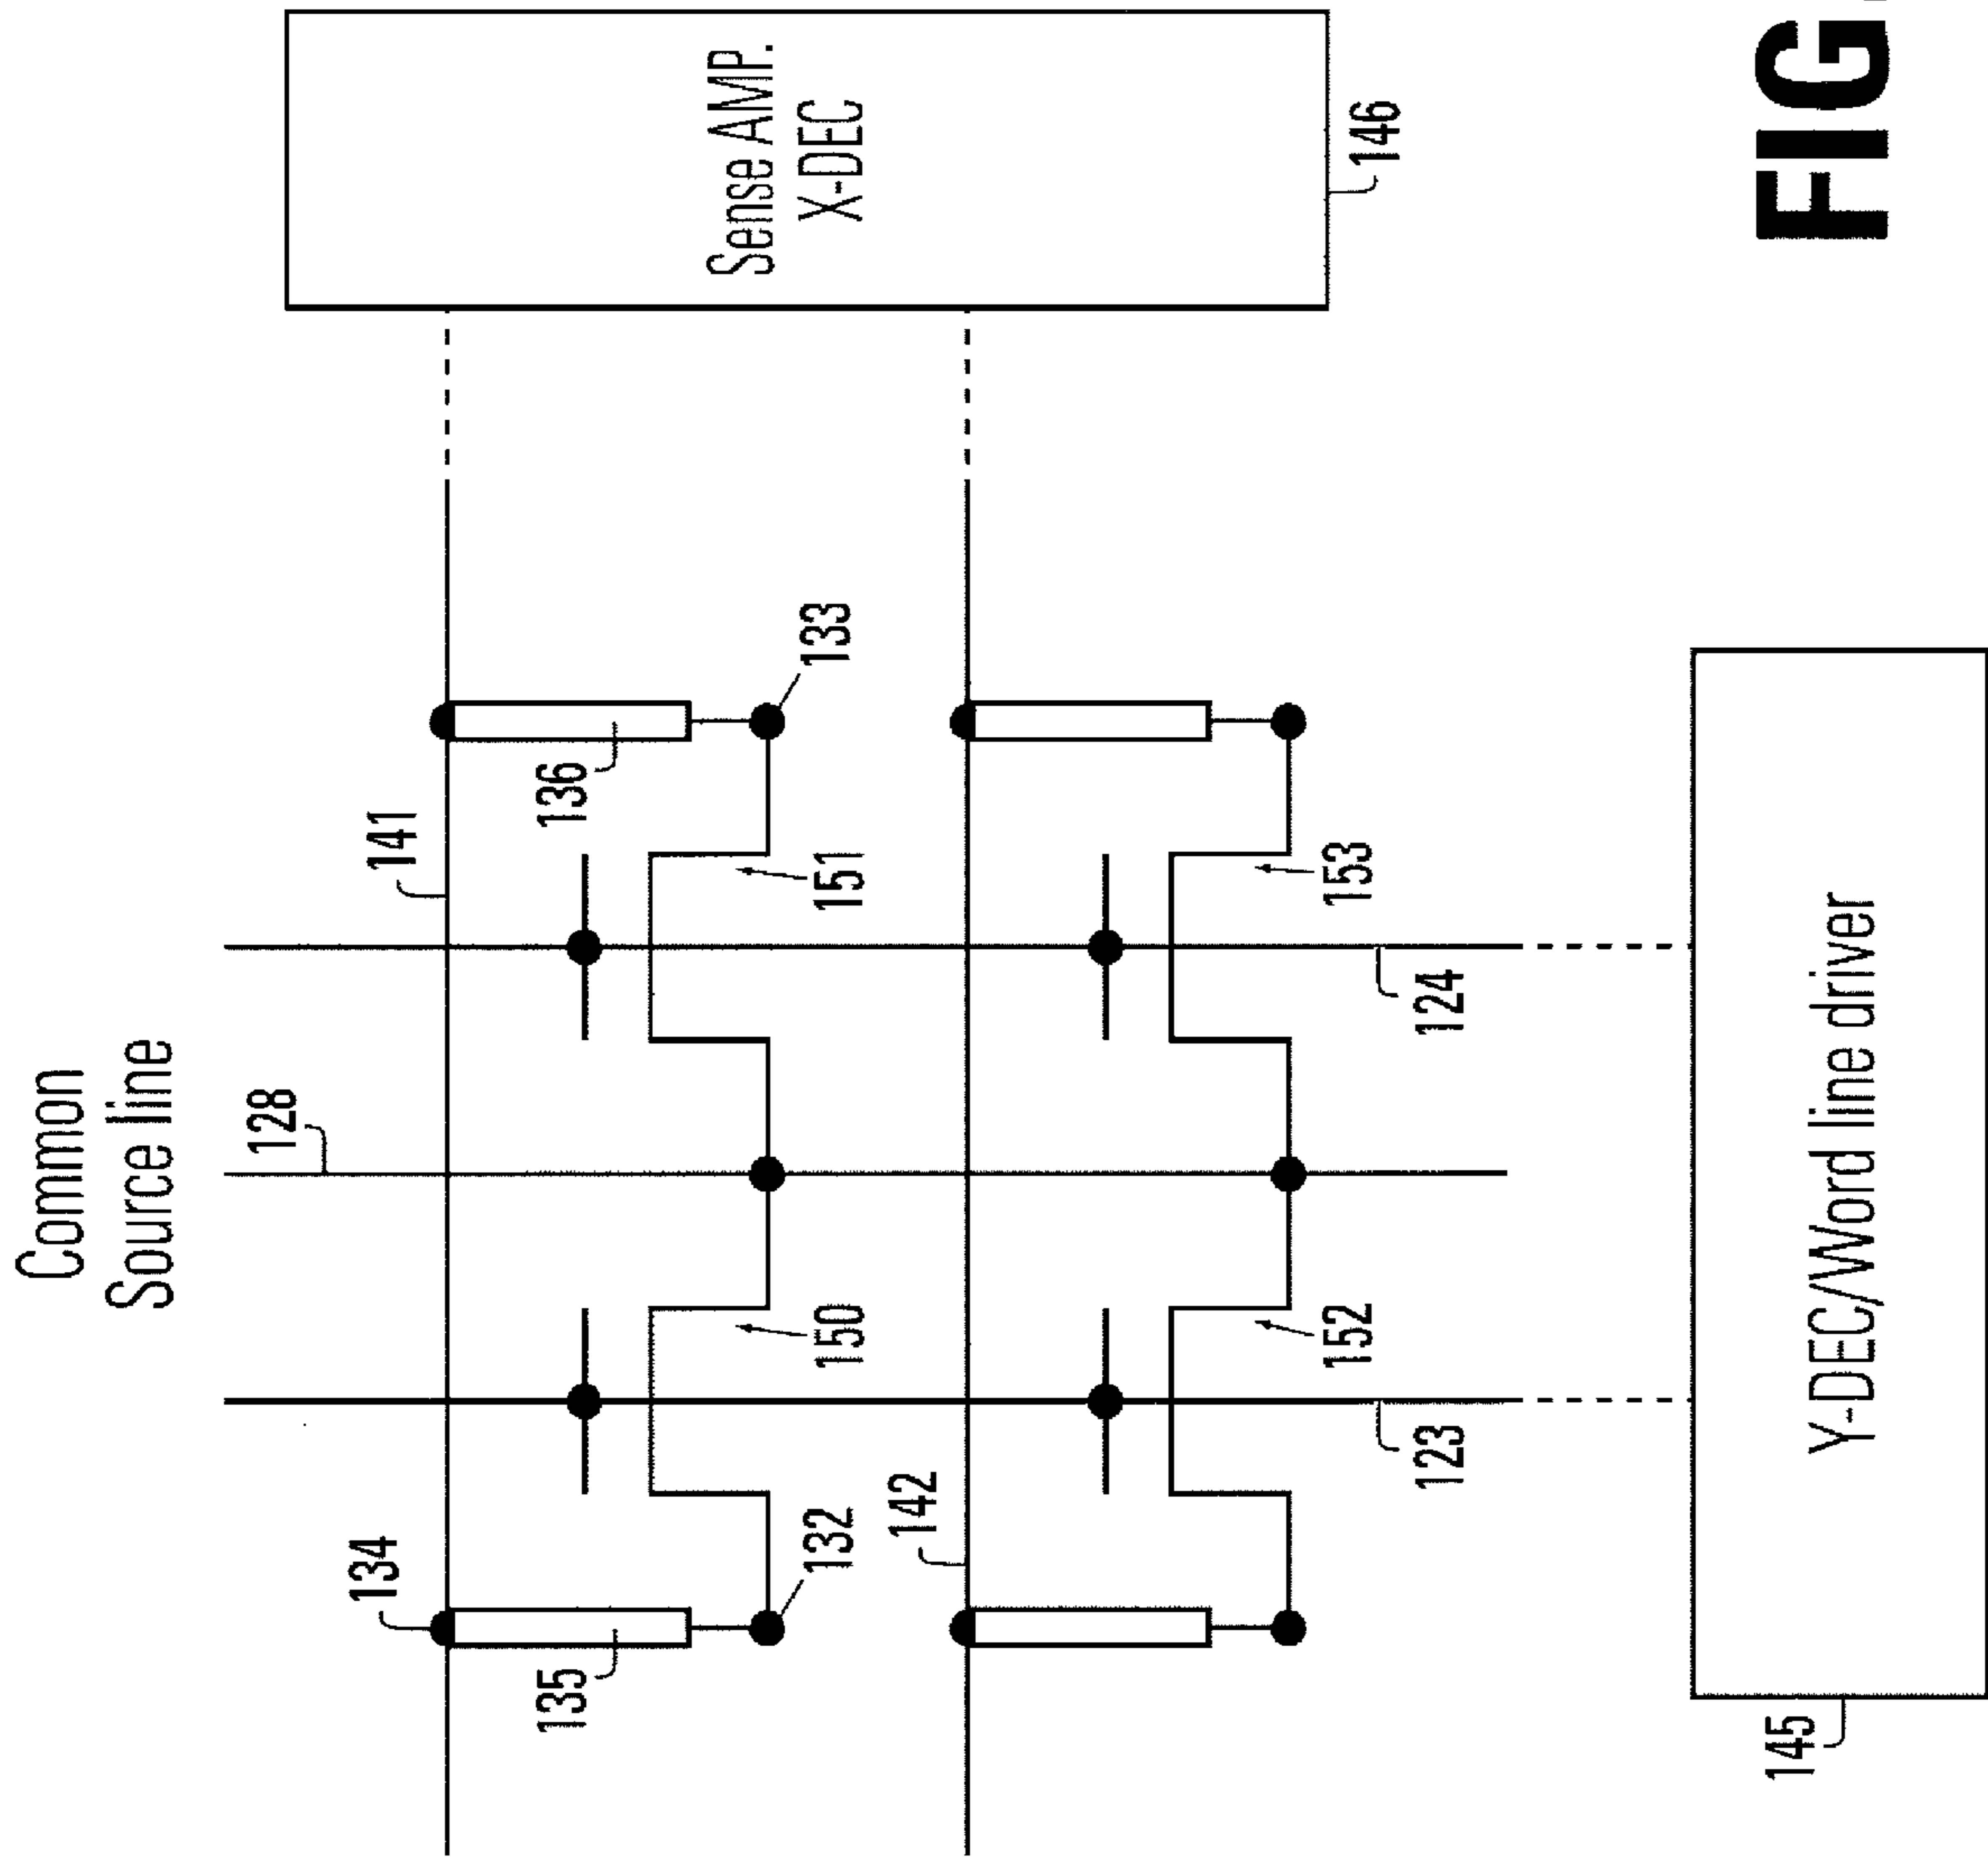 Common
Source line
128
141
134
135
136
132
133
150
151
142
152
153
123
124
Sense AMP.
X-DEC
146
Y-DEC/Word line driver
145
FIG.